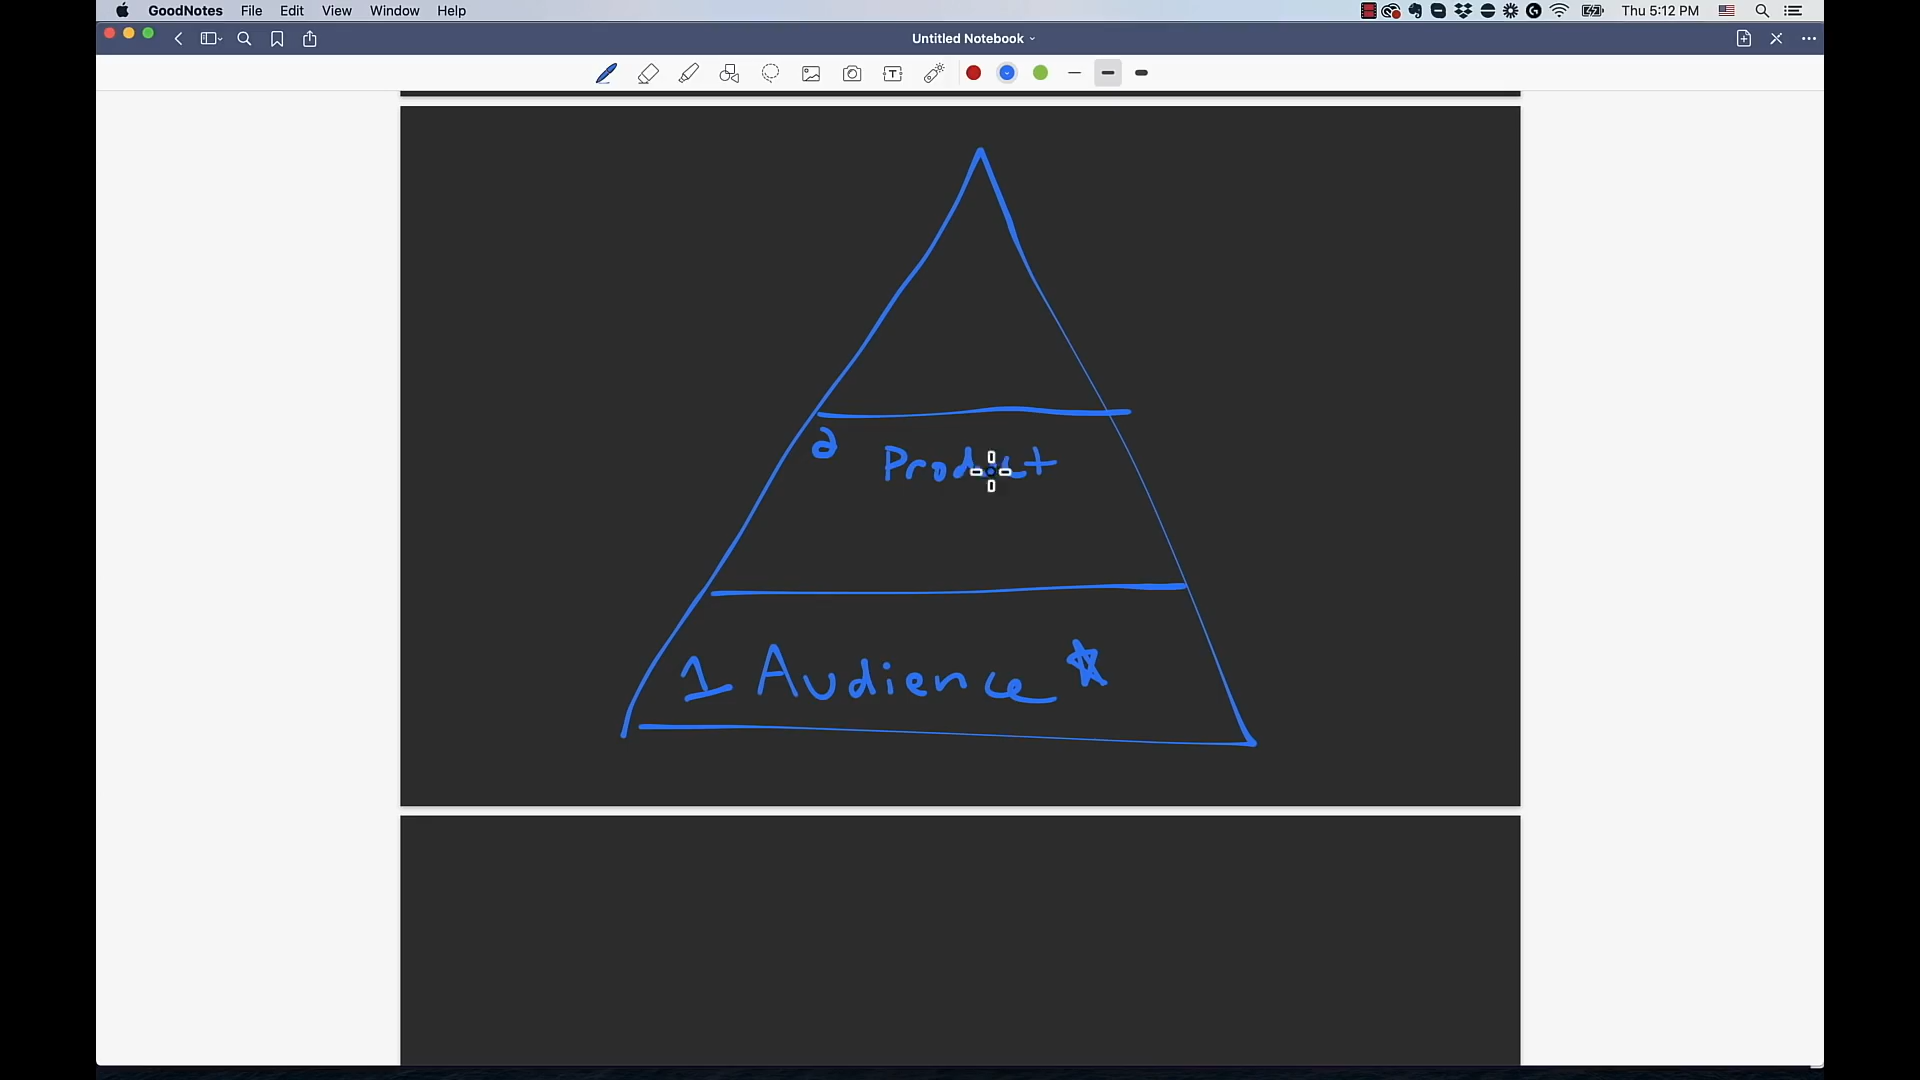 GoodNotes File Edit View Window Help Thu 5:12 PM
Untitled Notebook
2 Product
1 Audience